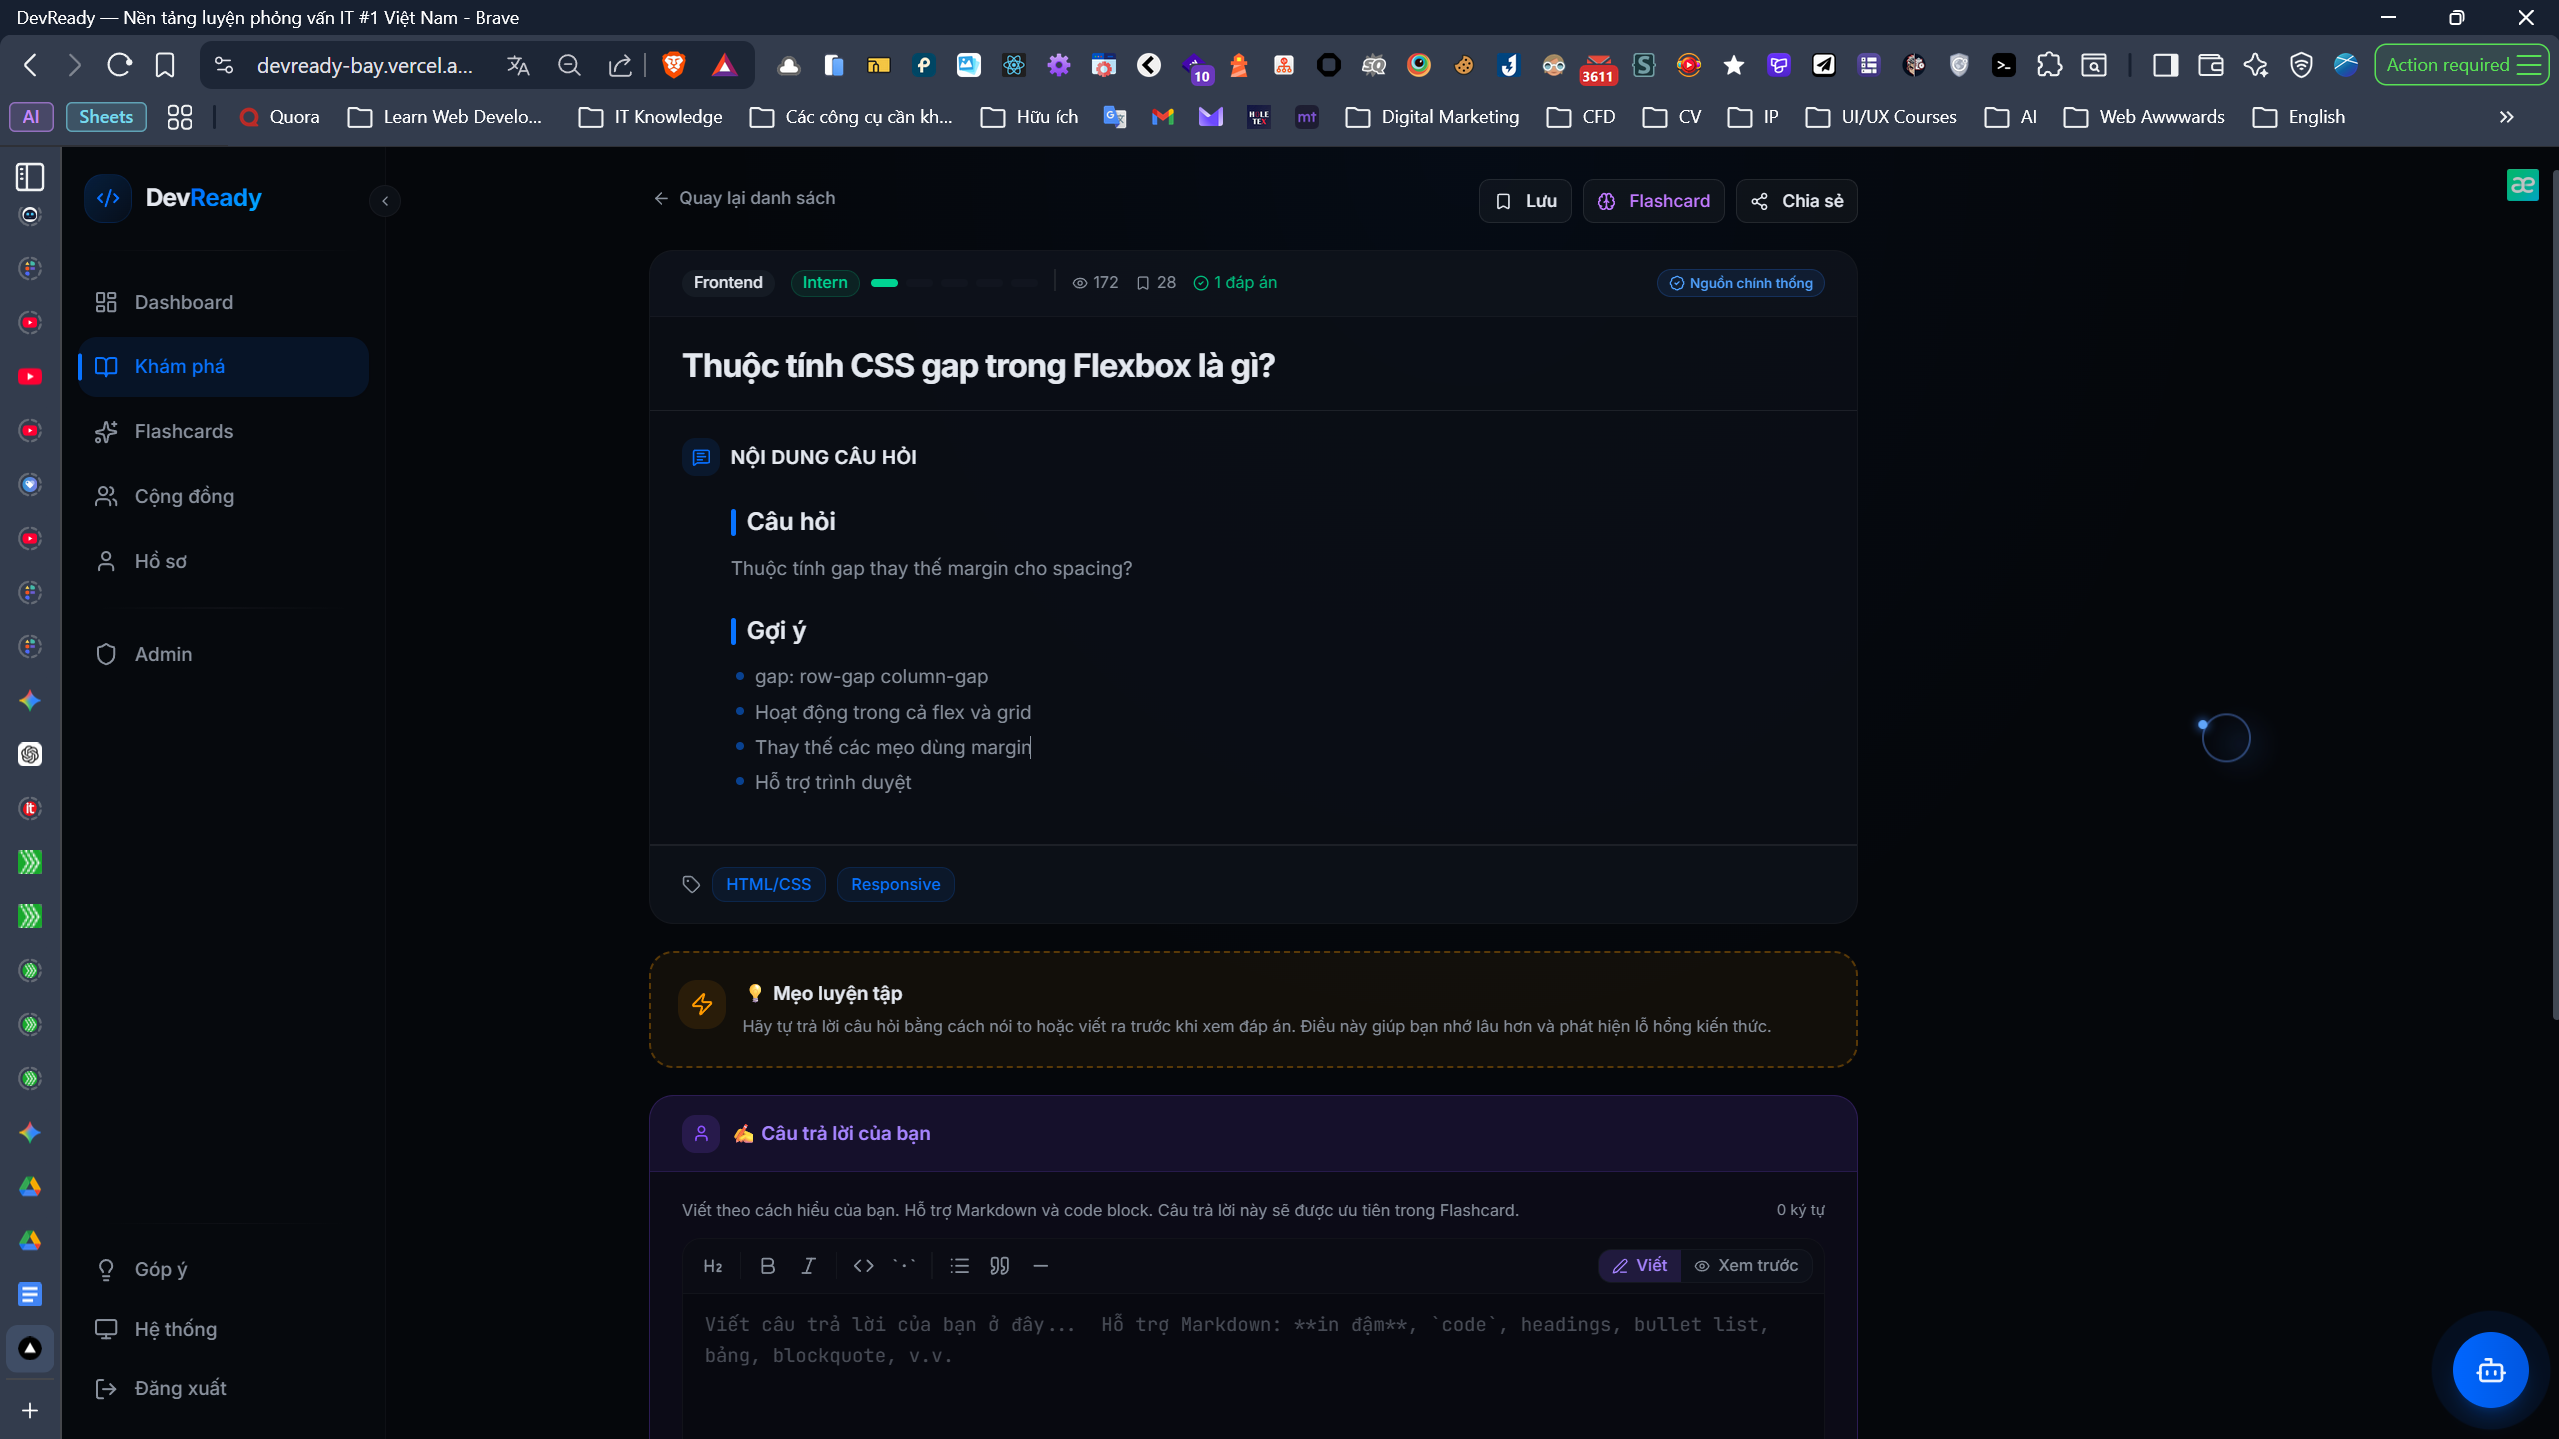 DevReady — Nền tảng luyện phỏng vấn IT #1 Việt Nam - Brave
devready-bay.vercel.a...
10
3611
Action required
AI
Sheets
Quora
Learn Web Develo...
IT Knowledge
Các công cụ cần kh...
Hữu ích
Digital Marketing
CFD
CV
IP
UI/UX Courses
AI
Web Awwwards
English
DevReady
Dashboard
Khám phá
Flashcards
Cộng đồng
Hồ sơ
Admin
Góp ý
Hệ thống
Đăng xuất
Quay lại danh sách
Lưu
Flashcard
Chia sẻ
Frontend
Intern
172
28
1 đáp án
Nguồn chính thống
Thuộc tính CSS gap trong Flexbox là gì?
NỘI DUNG CÂU HỎI
Câu hỏi
Thuộc tính gap thay thế margin cho spacing?
Gợi ý
gap: row-gap column-gap
Hoạt động trong cả flex và grid
Thay thế các mẹo dùng margin
Hỗ trợ trình duyệt
HTML/CSS
Responsive
💡 Mẹo luyện tập
Hãy tự trả lời câu hỏi bằng cách nói to hoặc viết ra trước khi xem đáp án. Điều này giúp bạn nhớ lâu hơn và phát hiện lỗ hổng kiến thức.
✍️ Câu trả lời của bạn
Viết theo cách hiểu của bạn. Hỗ trợ Markdown và code block. Câu trả lời này sẽ được ưu tiên trong Flashcard.
0 ký tự
H2
B
I
Viết
Xem trước
Viết câu trả lời của bạn ở đây... Hỗ trợ Markdown: **in đậm**, `code`, headings, bullet list,
bảng, blockquote, v.v.